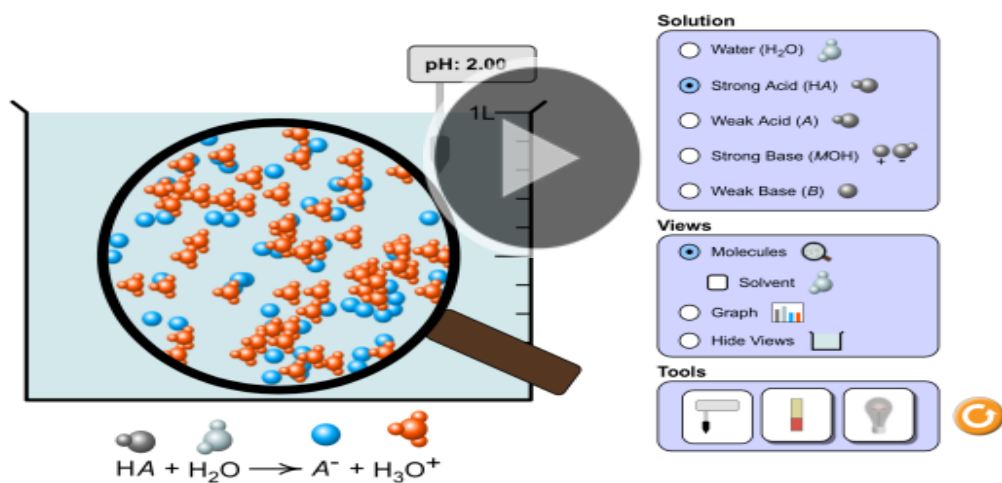 Solution
Water (H₂O)
Strong Acid (HA)
Weak Acid (A)
Strong Base (MOH)
+ -
Weak Base (B)
pH: 2.00
1L
Views
Molecules
Solvent
Graph
Hide Views
Tools
HA + H₂O → A⁻ + H₃O⁺